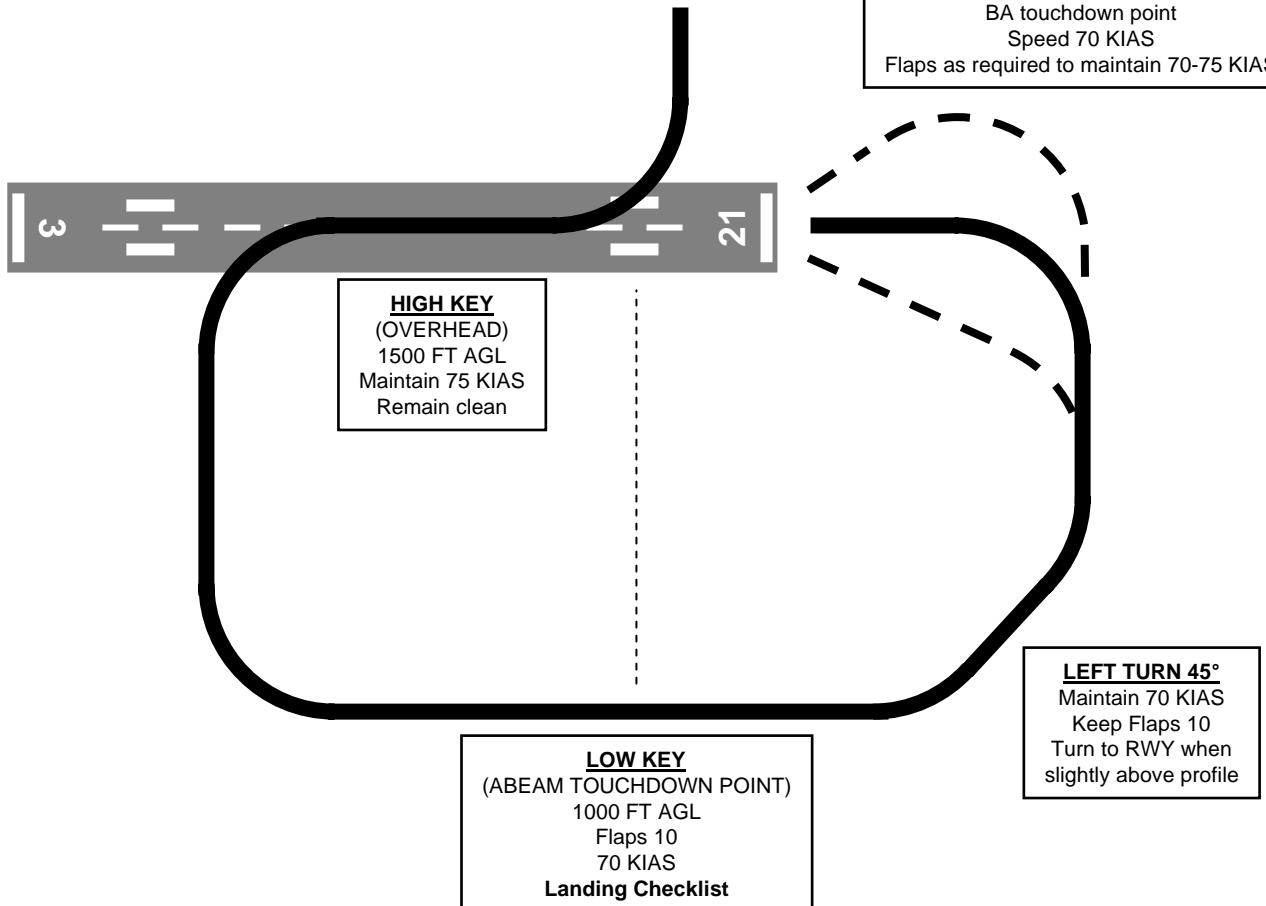 BA touchdown point
Speed 70 KIAS
Flaps as required to maintain 70-75 KIAS
3
21
HIGH KEY
(OVERHEAD)
1500 FT AGL
Maintain 75 KIAS
Remain clean
LEFT TURN 45°
Maintain 70 KIAS
Keep Flaps 10
Turn to RWY when
slightly above profile
LOW KEY
(ABEAM TOUCHDOWN POINT)
1000 FT AGL
Flaps 10
70 KIAS
Landing Checklist